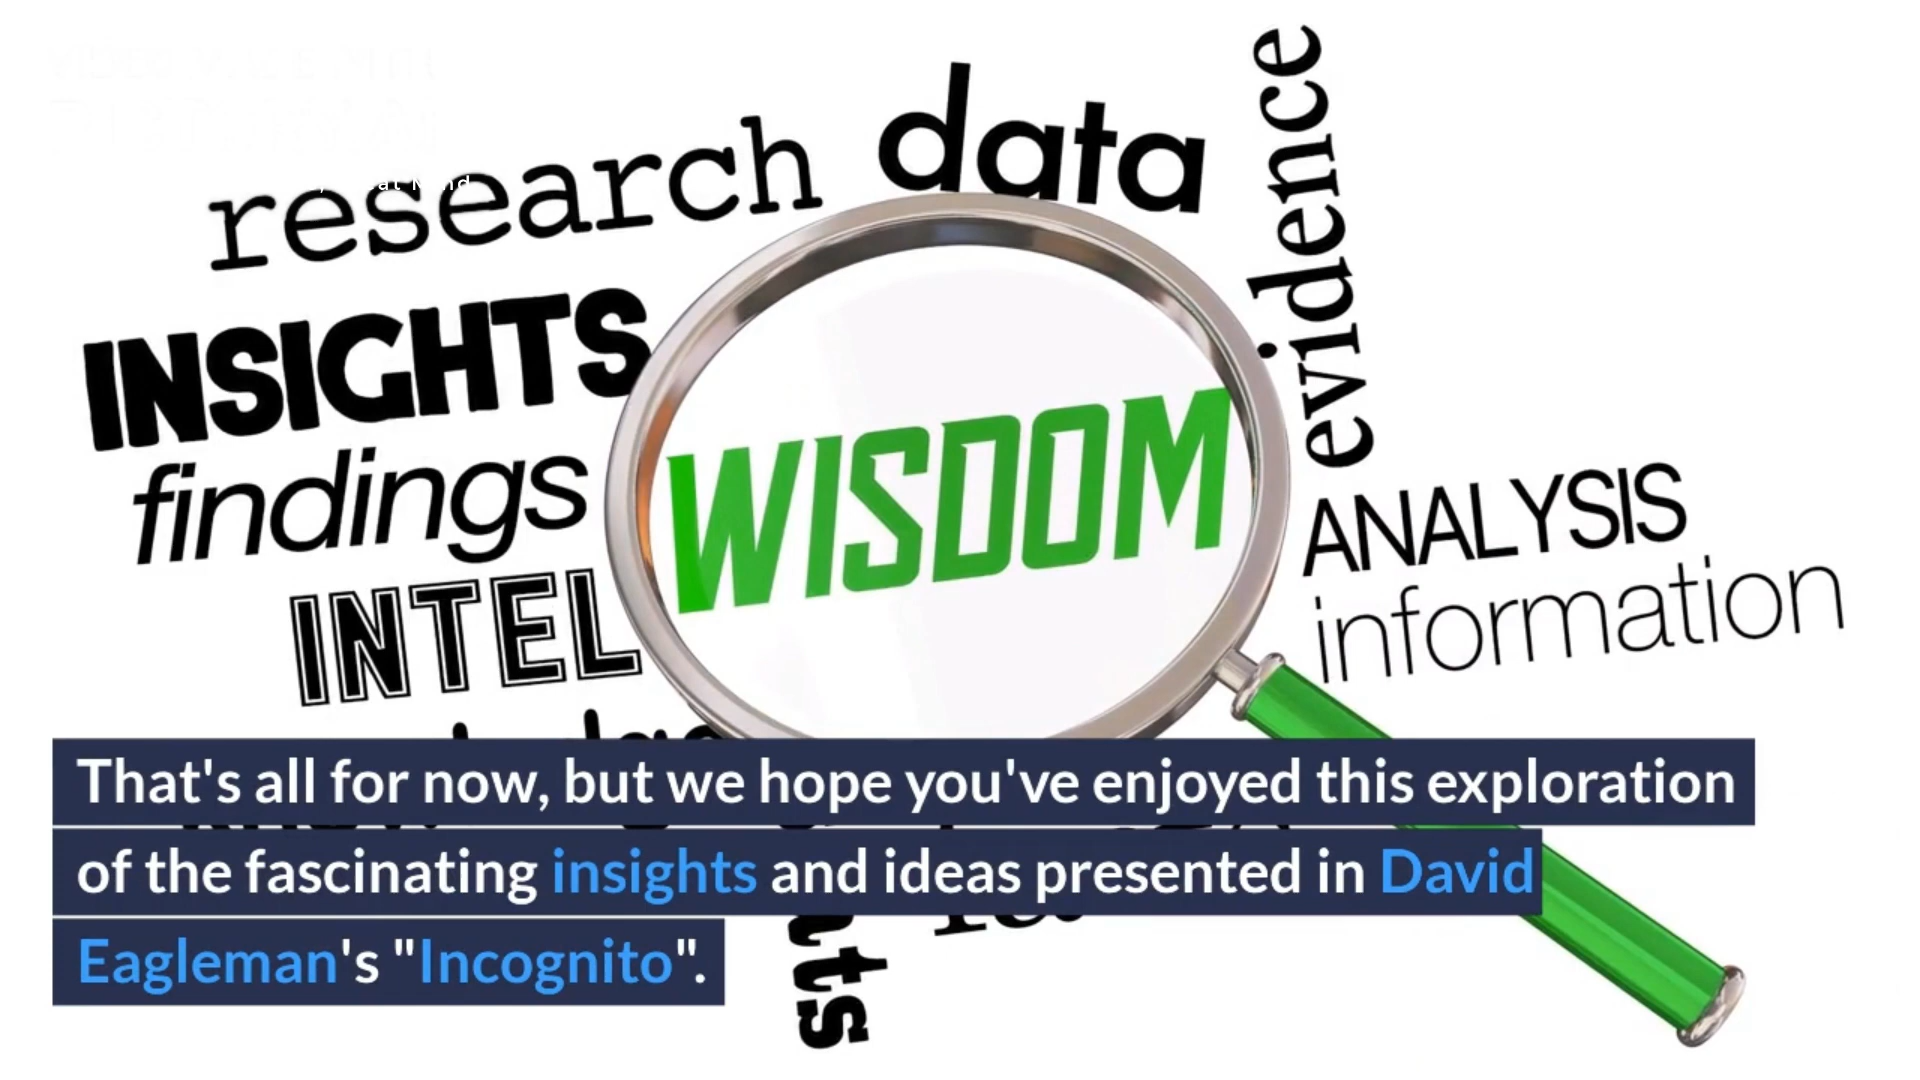 research data
evidence
INSIGHTS
WISDOM
findings
ANALYSIS
INTEL
information
That's all for now, but we hope you've enjoyed this exploration
of the fascinating insights and ideas presented in David
Eagleman's "Incognito".